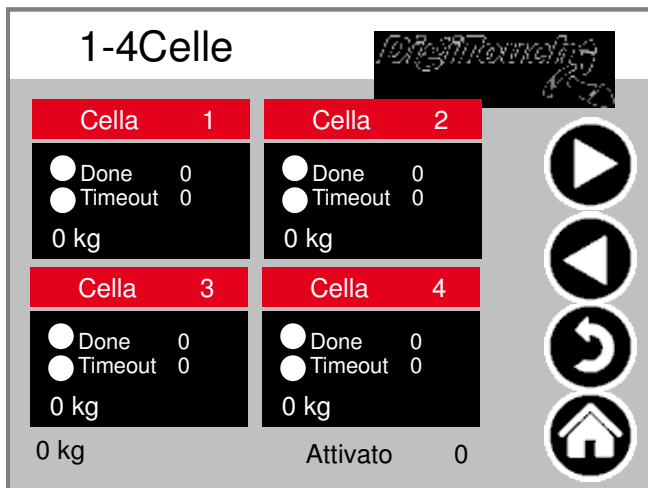 1-4Celle
DigiTouch
Cella 1
Done 0
Timeout 0
0 kg
Cella 2
Done 0
Timeout 0
0 kg
Cella 3
Done 0
Timeout 0
0 kg
Cella 4
Done 0
Timeout 0
0 kg
0 kg
Attivato 0